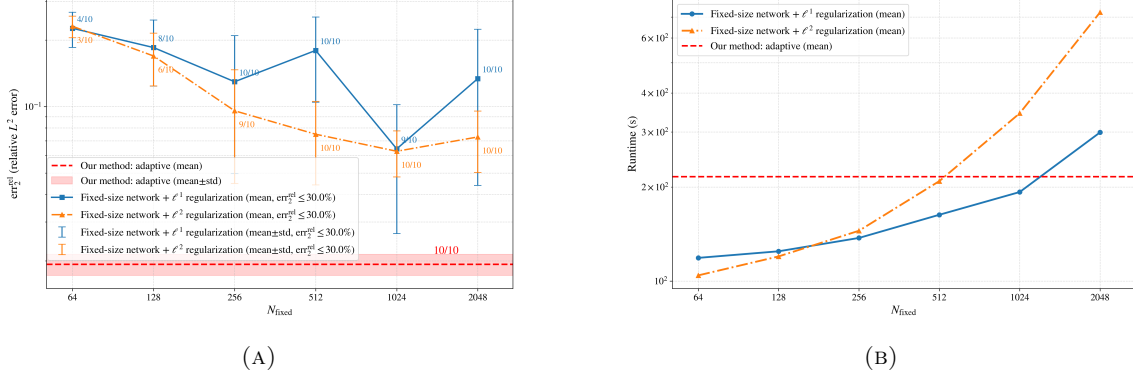 4/10
3/10
8/10
6/10
10/10
9/10
10/10
10/10
9/10
10/10
10/10
10/10
10/10
10^{-1}
err_2^{rel} (relative L^2 error)
Our method: adaptive (mean)
Our method: adaptive (mean±std)
Fixed-size network + ℓ^1 regularization (mean, err_2^{rel} ≤ 30.0%)
Fixed-size network + ℓ^2 regularization (mean, err_2^{rel} ≤ 30.0%)
Fixed-size network + ℓ^1 regularization (mean±std, err_2^{rel} ≤ 30.0%)
Fixed-size network + ℓ^2 regularization (mean±std, err_2^{rel} ≤ 30.0%)
64 128 256 512 1024 2048
N_{fixed}
(A)
Fixed-size network + ℓ^1 regularization (mean)
Fixed-size network + ℓ^2 regularization (mean)
Our method: adaptive (mean)
6×10^2
4×10^2
3×10^2
2×10^2
10^2
Runtime (s)
64 128 256 512 1024 2048
N_{fixed}
(B)